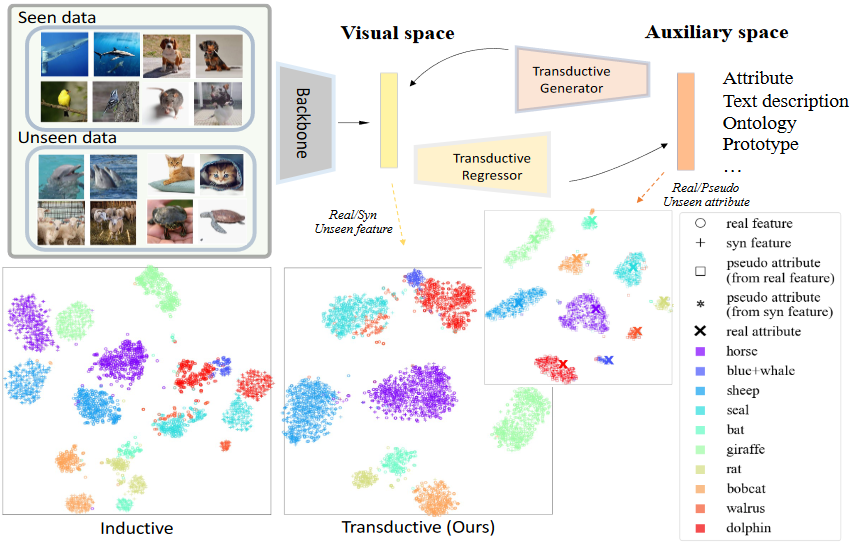 Seen data
Unseen data
Visual space
Auxiliary space
Backbone
Transductive
Generator
Transductive
Regressor
Attribute
Text description
Ontology
Prototype
...
Real/Syn
Unseen feature
Real/Pseudo
Unseen attribute
real feature
syn feature
pseudo attribute
(from real feature)
pseudo attribute
(from syn feature)
real attribute
horse
blue+whale
sheep
seal
bat
giraffe
rat
bobcat
walrus
dolphin
Inductive
Transductive (Ours)